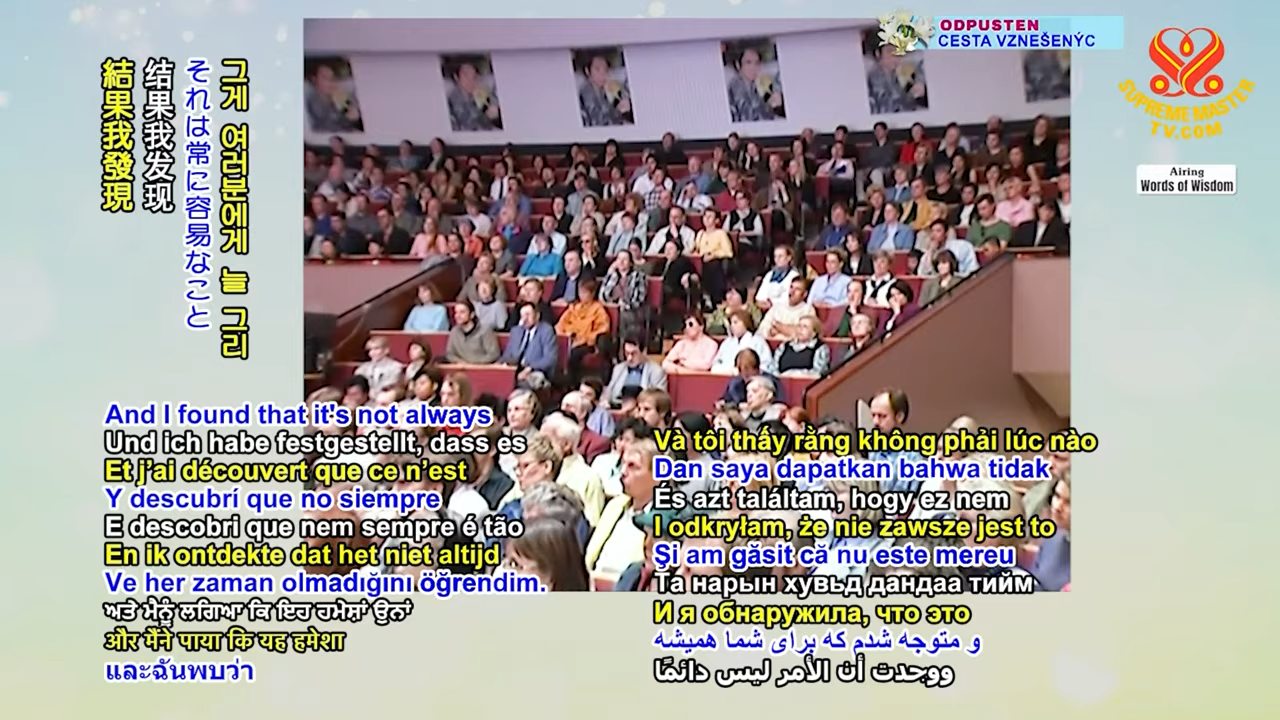 ODPUSTEN
CESTA VZNEŠENÝC
SUPREME MASTER
TV.COM
Airing
Words of Wisdom
그게 여러분에게 늘 그리
それは常に容易なこと
结果我发现
結果我發現
And I found that it's not always
Und ich habe festgestellt, dass es
Et j’ai découvert que ce n’est
Y descubrí que no siempre
E descobri que nem sempre é tão
En ik ontdekte dat het niet altijd
Ve her zaman olmadığını öğrendim.
ਅਤੇ ਮੈਨੂੰ ਲਗਿਆ ਕਿ ਇਹ ਹਮੇਸ਼ਾਂ ਉਨਾਂ
और मैंने पाया कि यह हमेशा
และฉันพบว่า
Và tôi thấy rằng không phải lúc nào
Dan saya dapatkan bahwa tidak
És azt találtam, hogy ez nem
I odkryłam, że nie zawsze jest to
Şi am găsit că nu este mereu
Та нарын хувьд дандаа тийм
И я обнаружила, что это
و متوجه شدم که برای شما همیشه
ووجدت أن الأمر ليس دائمًا